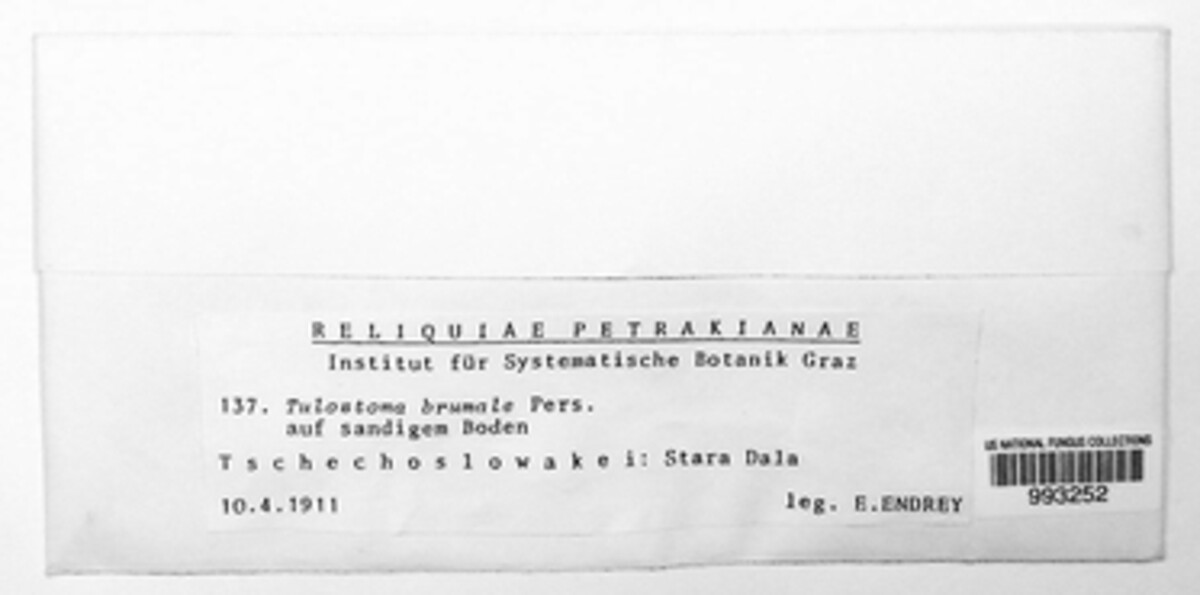 RELIQUIAE PETRAKIANAE
Institut für Systematische Botanik Graz
137. Tulostoma brumale Pers.
auf sandigem Boden
Tschechoslowakei: Stara Dala
10.4.1911 leg. E.ENDREY
US NATIONAL FUNGUS COLLECTIONS
993252